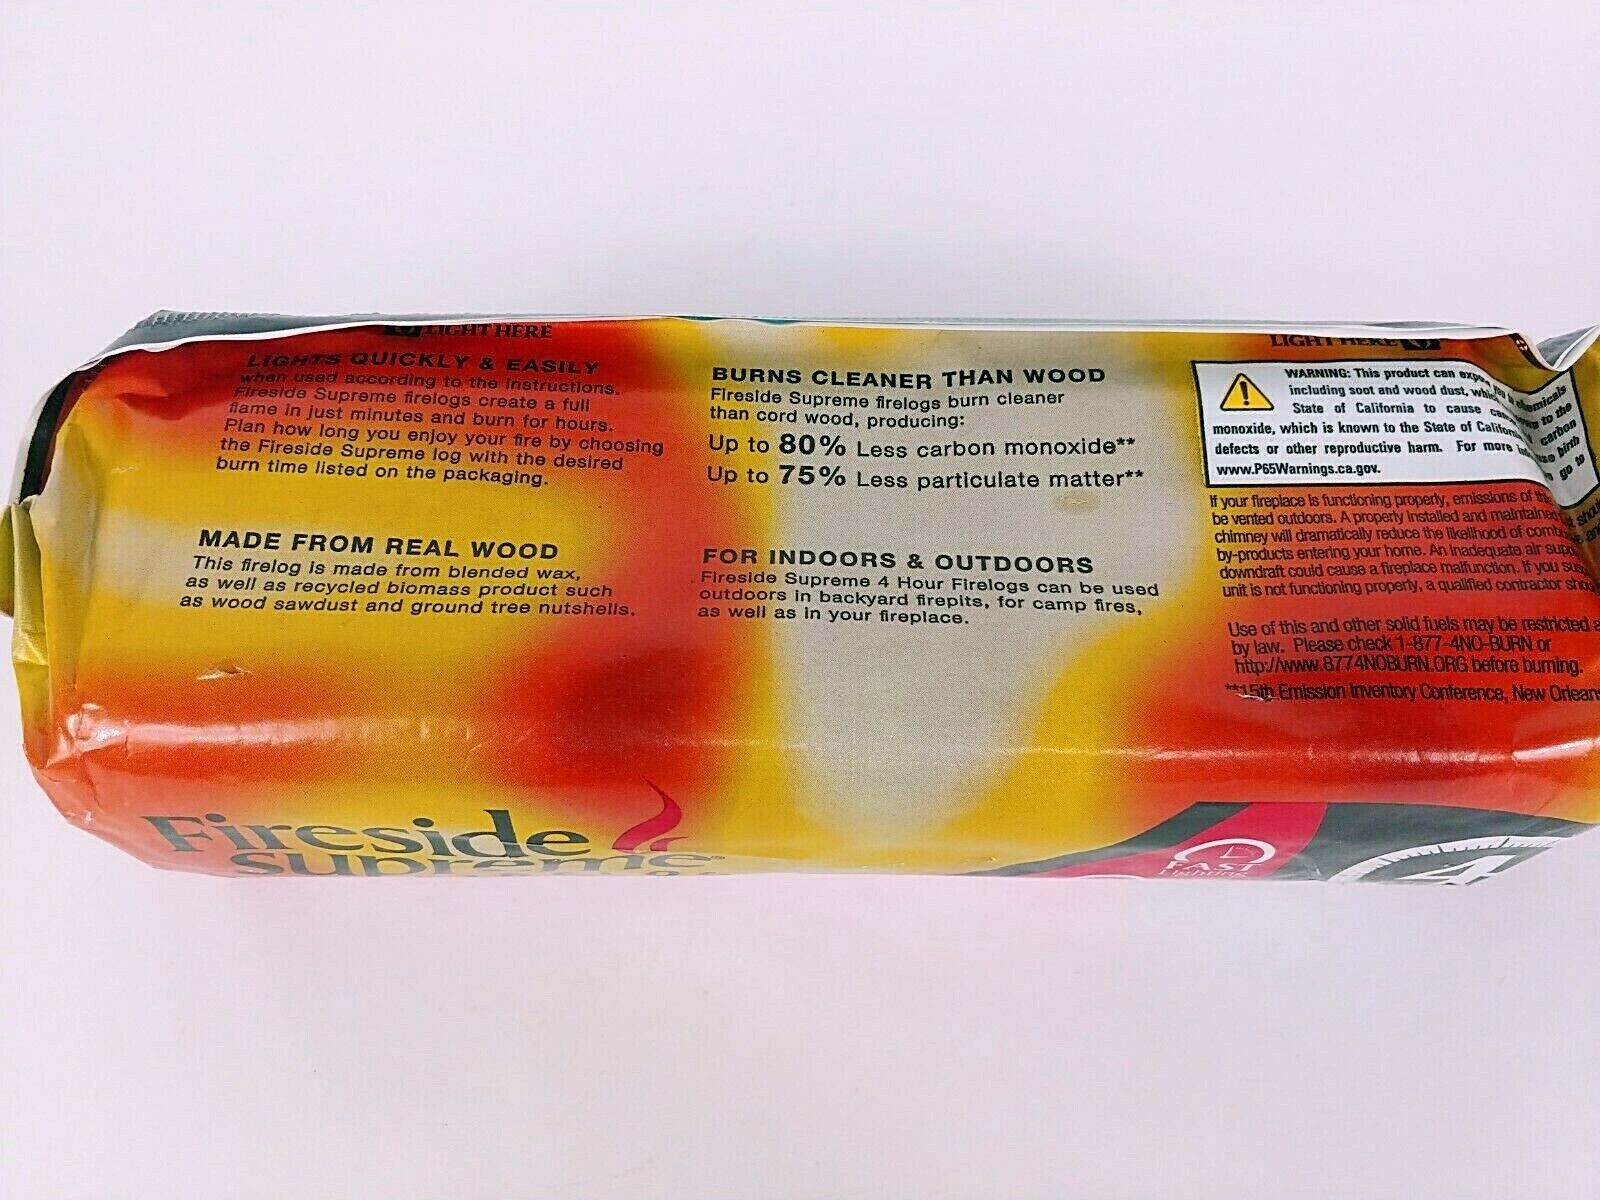 LIGHT HERE
LIGHTS QUICKLY & EASILY
when used according to the instructions.
Fireside Supreme firelogs create a full
flame in just minutes and burn for hours.
Plan how long you enjoy your fire by choosing
the Fireside Supreme log with the desired
burn time listed on the packaging.
MADE FROM REAL WOOD
This firelog is made from blended wax,
as well as recycled biomass product such
as wood sawdust and ground tree nutshells.
BURNS CLEANER THAN WOOD
Fireside Supreme firelogs burn cleaner
than cord wood, producing:
Up to 80% Less carbon monoxide**
Up to 75% Less particulate matter**
FOR INDOORS & OUTDOORS
Fireside Supreme 4 Hour Firelogs can be used
outdoors in backyard firepits, for camp fires,
as well as in your fireplace.
LIGHT HERE
WARNING: This product can
including soot and wood dust,
State of California to cause to the
monoxide, which is known to the State of carbon
defects or other reproductive harm. For more birth
www.P65Warnings.ca.gov. go to
If your fireplace is functioning properly, emissions of
be vented outdoors. A properly installed and maintained
chimney will dramatically reduce the likelihood of
by-products entering your home. An inadequate air
downdraft could cause a fireplace malfunction. If you
unit is not functioning properly, a qualified contractor
Use of this and other solid fuels may be restricted
by law. Please check 1-877-4NO-BURN or
http://www.8774NOBURN.ORG before burning.
**15th Emission Inventory Conference, New Orleans
Fireside
supreme®
FAST
Lighting
4